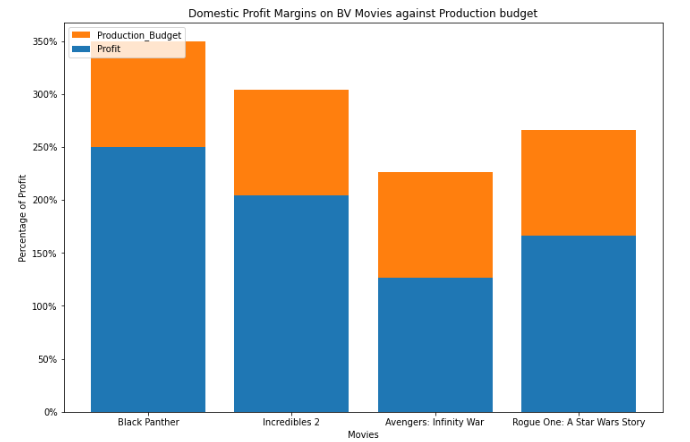 Domestic Profit Margins on BV Movies against Production budget
Production_Budget
Profit
350%
300%
250%
200%
150%
100%
50%
0%
Percentage of Profit
Black Panther
Incredibles 2
Avengers: Infinity War
Rogue One: A Star Wars Story
Movies